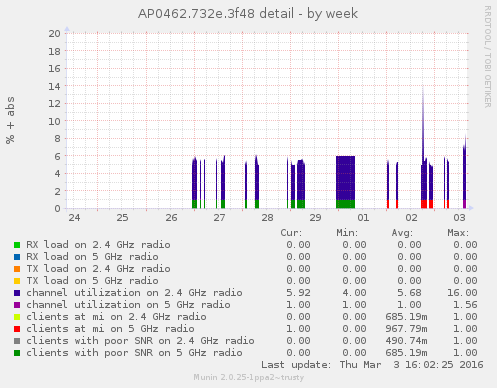 AP0462.732e.3f48 detail - by week
RRDTOOL / TOBI OETIKER
% + abs
20
18
16
14
12
10
8
6
4
2
0
24 25 26 27 28 29 01 02 03
Cur: Min: Avg: Max:
RX load on 2.4 GHz radio 0.00 0.00 0.00 0.00
RX load on 5 GHz radio 0.00 0.00 0.00 0.00
TX load on 2.4 GHz radio 0.00 0.00 0.00 0.00
TX load on 5 GHz radio 0.00 0.00 0.00 0.00
channel utilization on 2.4 GHz radio 5.92 4.00 5.68 16.00
channel utilization on 5 GHz radio 1.00 1.00 1.00 1.56
clients at mi on 2.4 GHz radio 0.00 0.00 685.19m 1.00
clients at mi on 5 GHz radio 1.00 0.00 967.79m 1.00
clients with poor SNR on 2.4 GHz radio 0.00 0.00 490.74m 1.00
clients with poor SNR on 5 GHz radio 0.00 0.00 685.19m 1.00
Last update: Thu Mar 3 16:02:25 2016
Munin 2.0.25-1ppa2~trusty